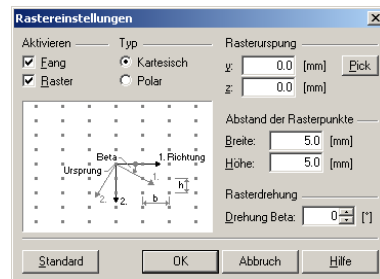 Rastereinstellungen
Aktivieren
Fang
Raster
Typ
Kartesisch
Polar
Rasterurspung
y: 0.0 [mm] Pick
z: 0.0 [mm]
Abstand der Rasterpunkte
Breite: 5.0 [mm]
Höhe: 5.0 [mm]
Rasterdrehung
Drehung Beta: 0 [°]
Beta
1. Richtung
Ursprung
1.
h
2.
2.
b
Standard OK Abbruch Hilfe